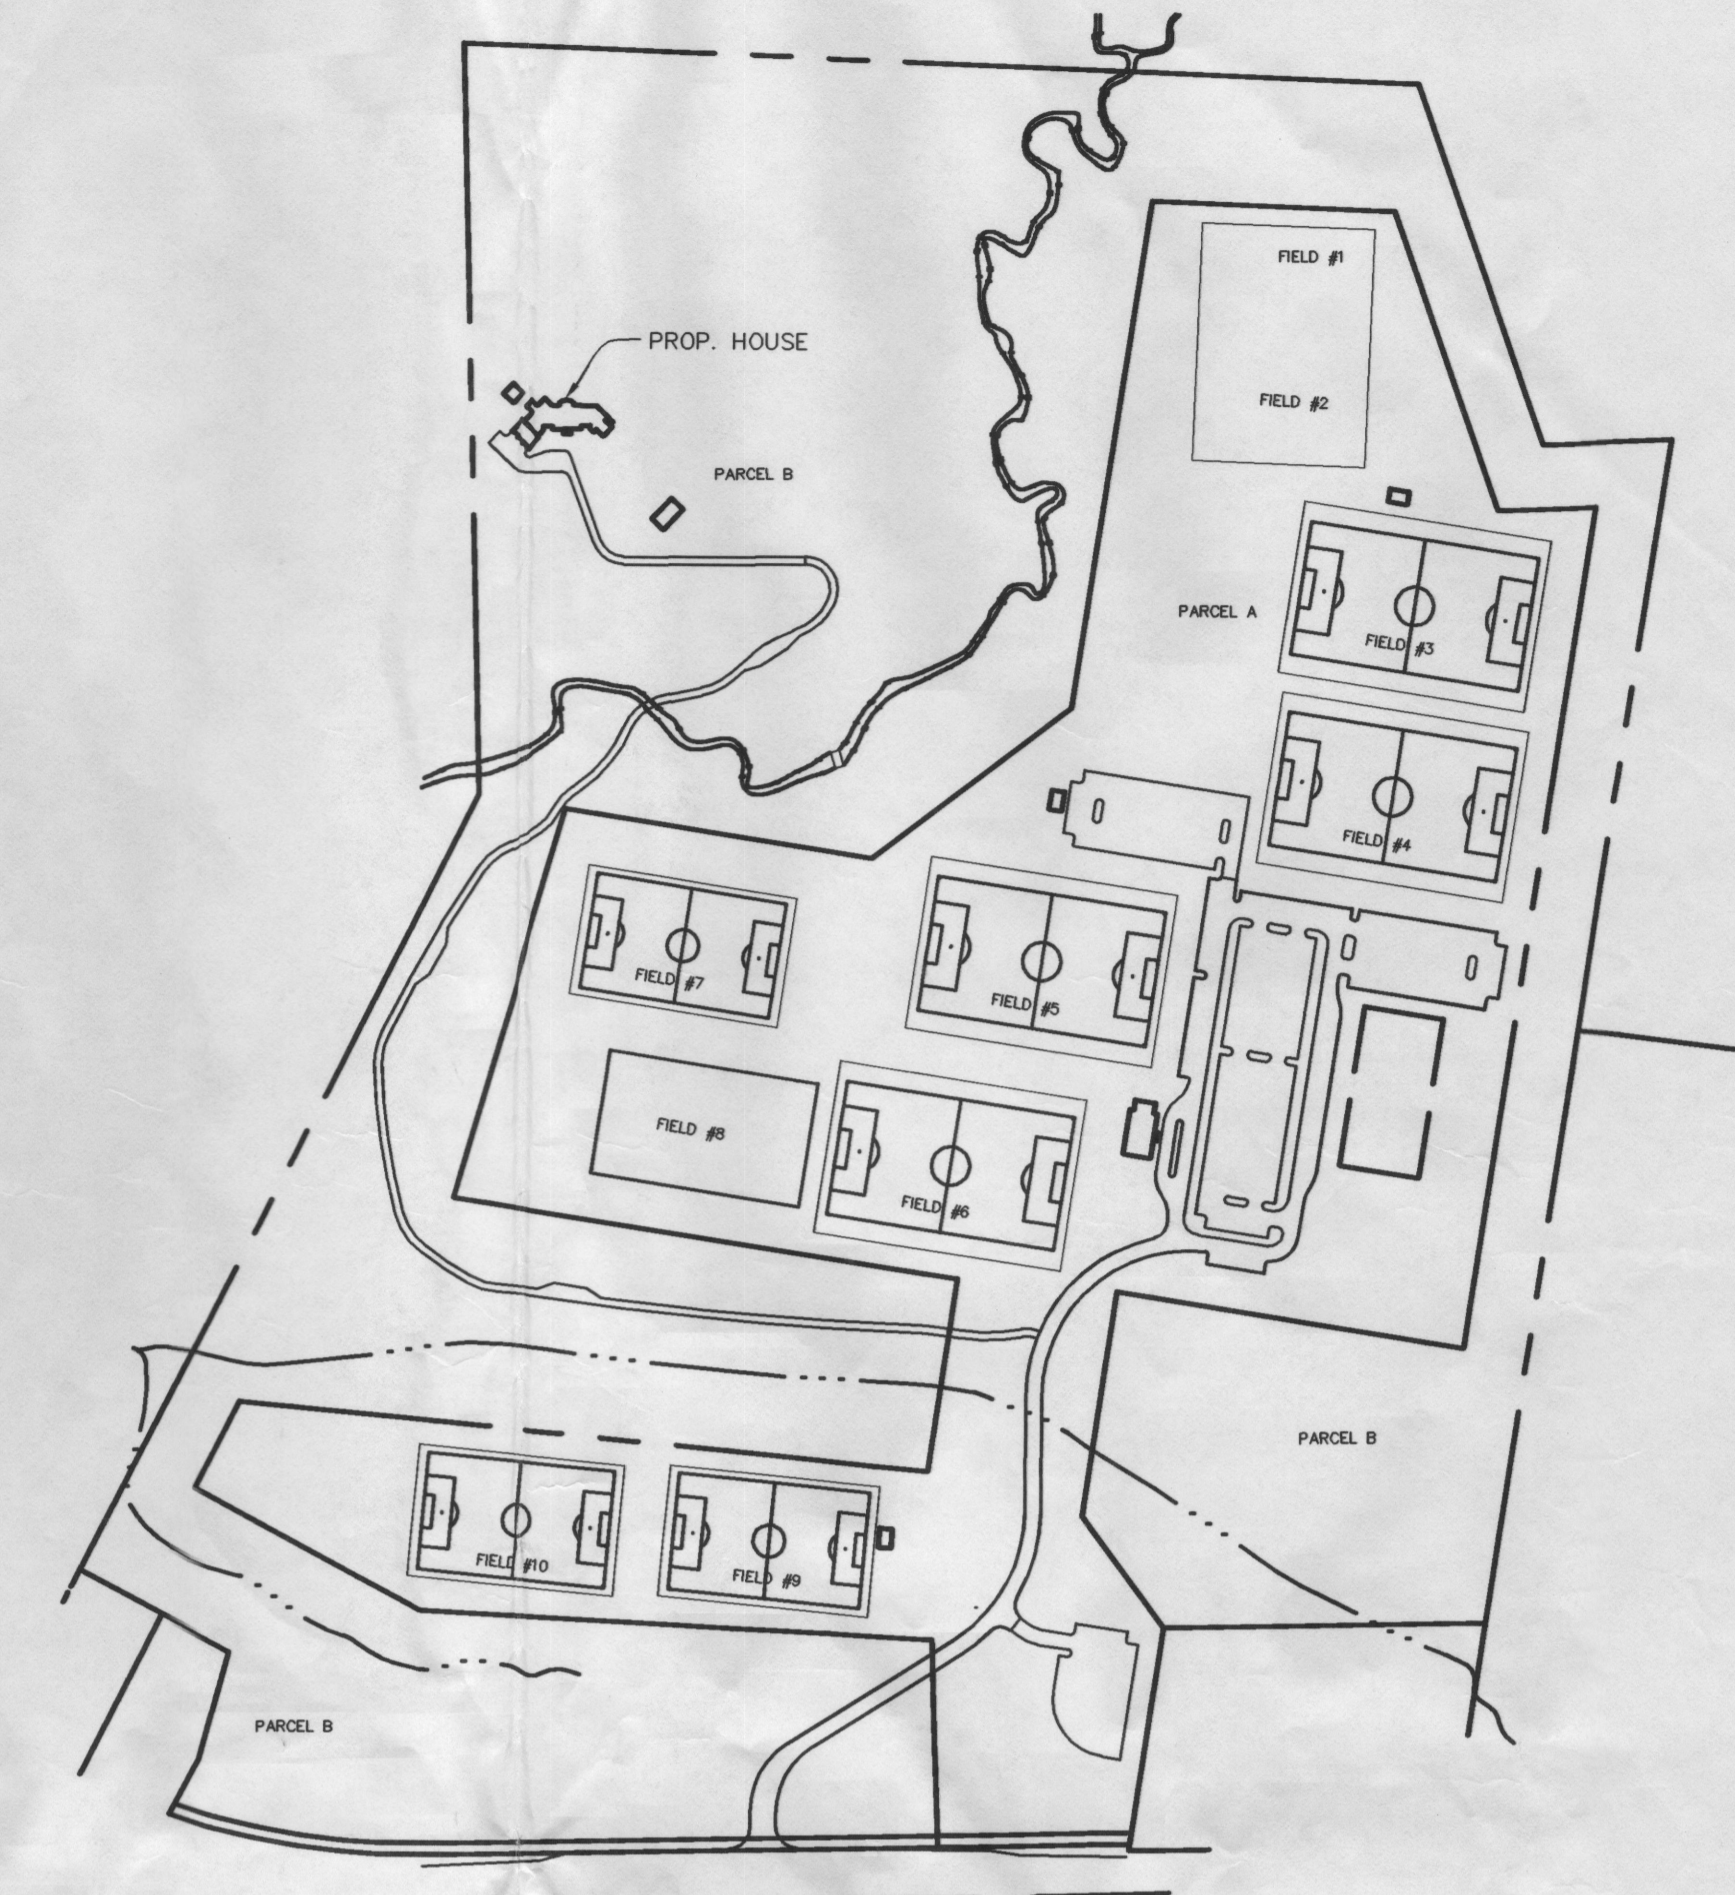 FIELD #1
PROP. HOUSE
FIELD #2
PARCEL B
PARCEL A
FIELD #3
FIELD #4
FIELD #7
FIELD #5
FIELD #8
FIELD #6
PARCEL B
FIELD #10
FIELD #9
PARCEL B